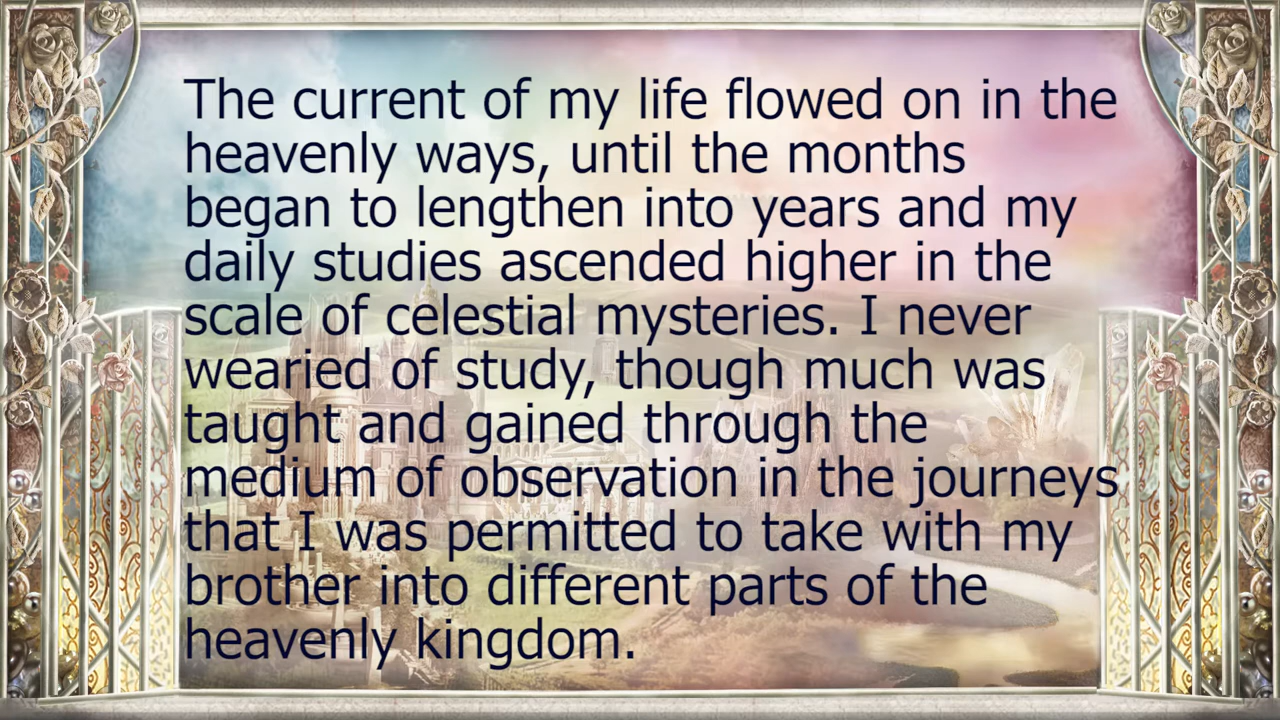 The current of my life flowed on in the
heavenly ways, until the months
began to lengthen into years and my
daily studies ascended higher in the
scale of celestial mysteries. I never
wearied of study, though much was
taught and gained through the
medium of observation in the journeys
that I was permitted to take with my
brother into different parts of the
heavenly kingdom.